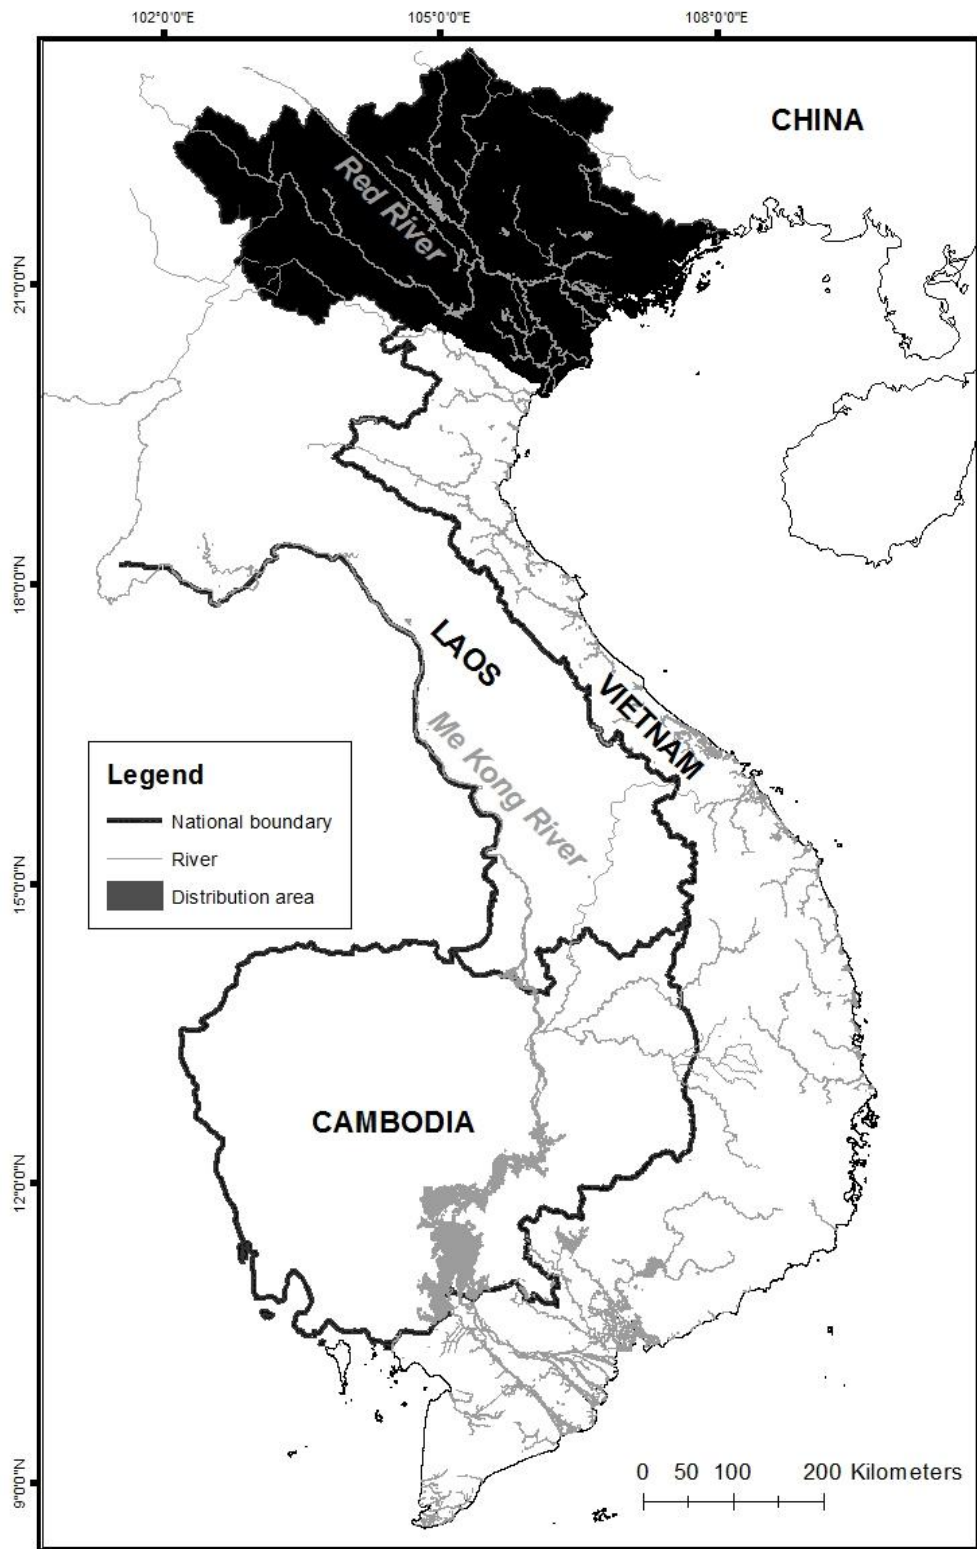 102°0'0"E 105°0'0"E 108°0'0"E
CHINA
Red River
21°0'0"N
18°0'0"N
LAOS
VIETNAM
Me Kong River
Legend
National boundary
River
Distribution area
15°0'0"N
CAMBODIA
12°0'0"N
0 50 100 200 Kilometers
9°0'0"N